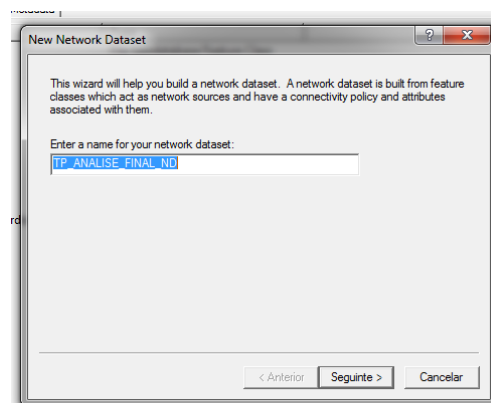 New Network Dataset
This wizard will help you build a network dataset. A network dataset is built from feature
classes which act as network sources and have a connectivity policy and attributes
associated with them.
Enter a name for your network dataset:
TP_ANALISE_FINAL_ND
rd
< Anterior
Seguinte >
Cancelar